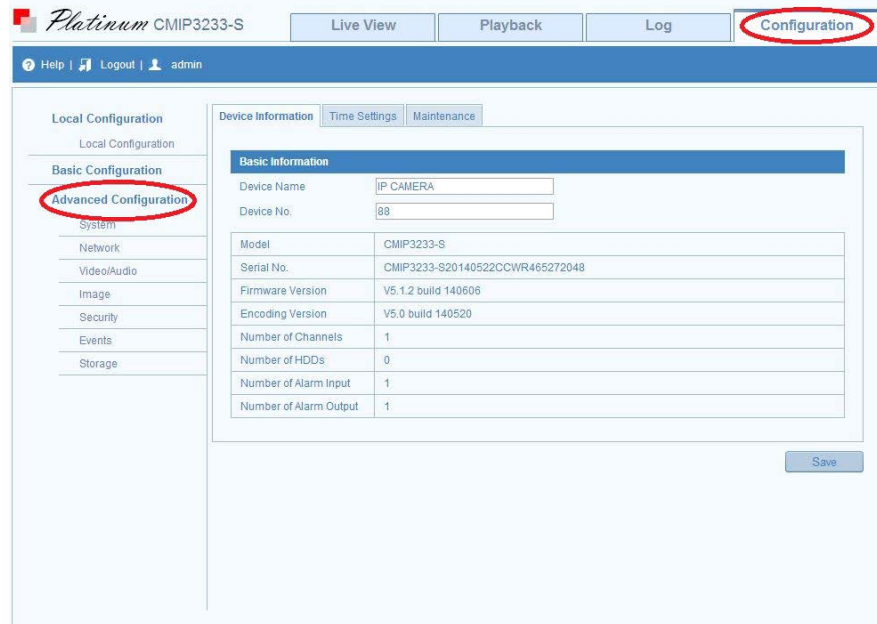 Platinum CMIP3233-S
Live View
Playback
Log
Configuration
Help | Logout | admin
Local Configuration
Local Configuration
Basic Configuration
Advanced Configuration
System
Network
Video/Audio
Image
Security
Events
Storage
Device Information
Time Settings
Maintenance
Basic Information
Device Name IP CAMERA
Device No. 88
Model CMIP3233-S
Serial No. CMIP3233-S20140522CCWR465272048
Firmware Version V5.1.2 build 140606
Encoding Version V5.0 build 140520
Number of Channels 1
Number of HDDs 0
Number of Alarm Input 1
Number of Alarm Output 1
Save